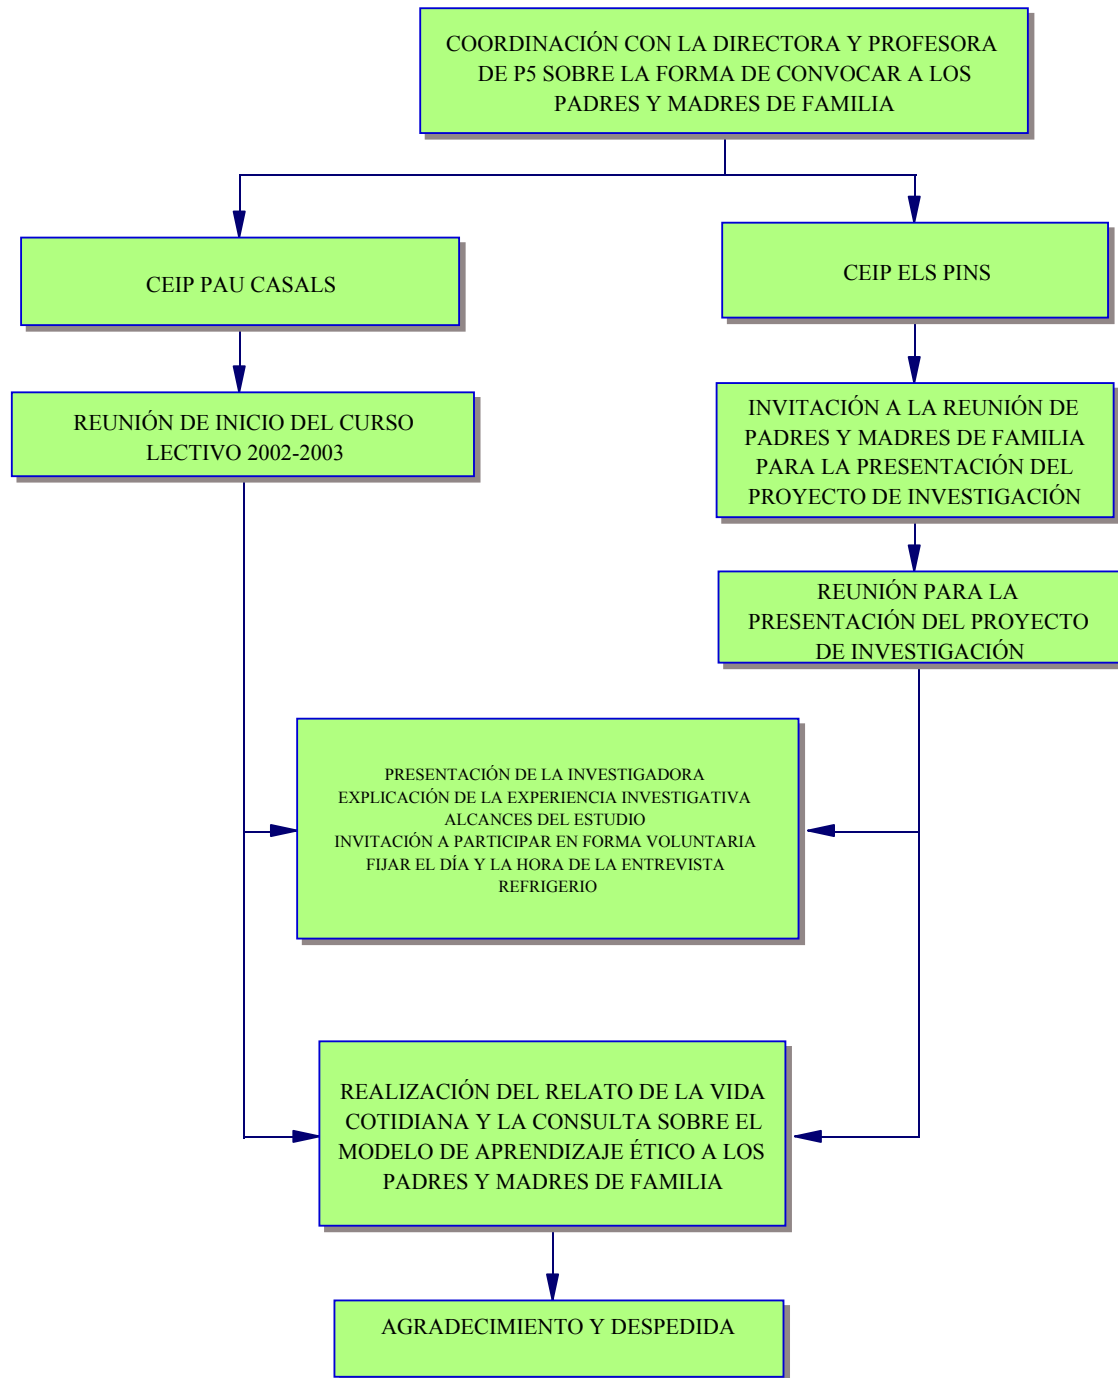 COORDINACIÓN CON LA DIRECTORA Y PROFESORA
DE P5 SOBRE LA FORMA DE CONVOCAR A LOS
PADRES Y MADRES DE FAMILIA
CEIP PAU CASALS
CEIP ELS PINS
REUNIÓN DE INICIO DEL CURSO
LECTIVO 2002-2003
INVITACIÓN A LA REUNIÓN DE
PADRES Y MADRES DE FAMILIA
PARA LA PRESENTACIÓN DEL
PROYECTO DE INVESTIGACIÓN
REUNIÓN PARA LA
PRESENTACIÓN DEL PROYECTO
DE INVESTIGACIÓN
PRESENTACIÓN DE LA INVESTIGADORA
EXPLICACIÓN DE LA EXPERIENCIA INVESTIGATIVA
ALCANCES DEL ESTUDIO
INVITACIÓN A PARTICIPAR EN FORMA VOLUNTARIA
FIJAR EL DÍA Y LA HORA DE LA ENTREVISTA
REFRIGERIO
REALIZACIÓN DEL RELATO DE LA VIDA
COTIDIANA Y LA CONSULTA SOBRE EL
MODELO DE APRENDIZAJE ÉTICO A LOS
PADRES Y MADRES DE FAMILIA
AGRADECIMIENTO Y DESPEDIDA